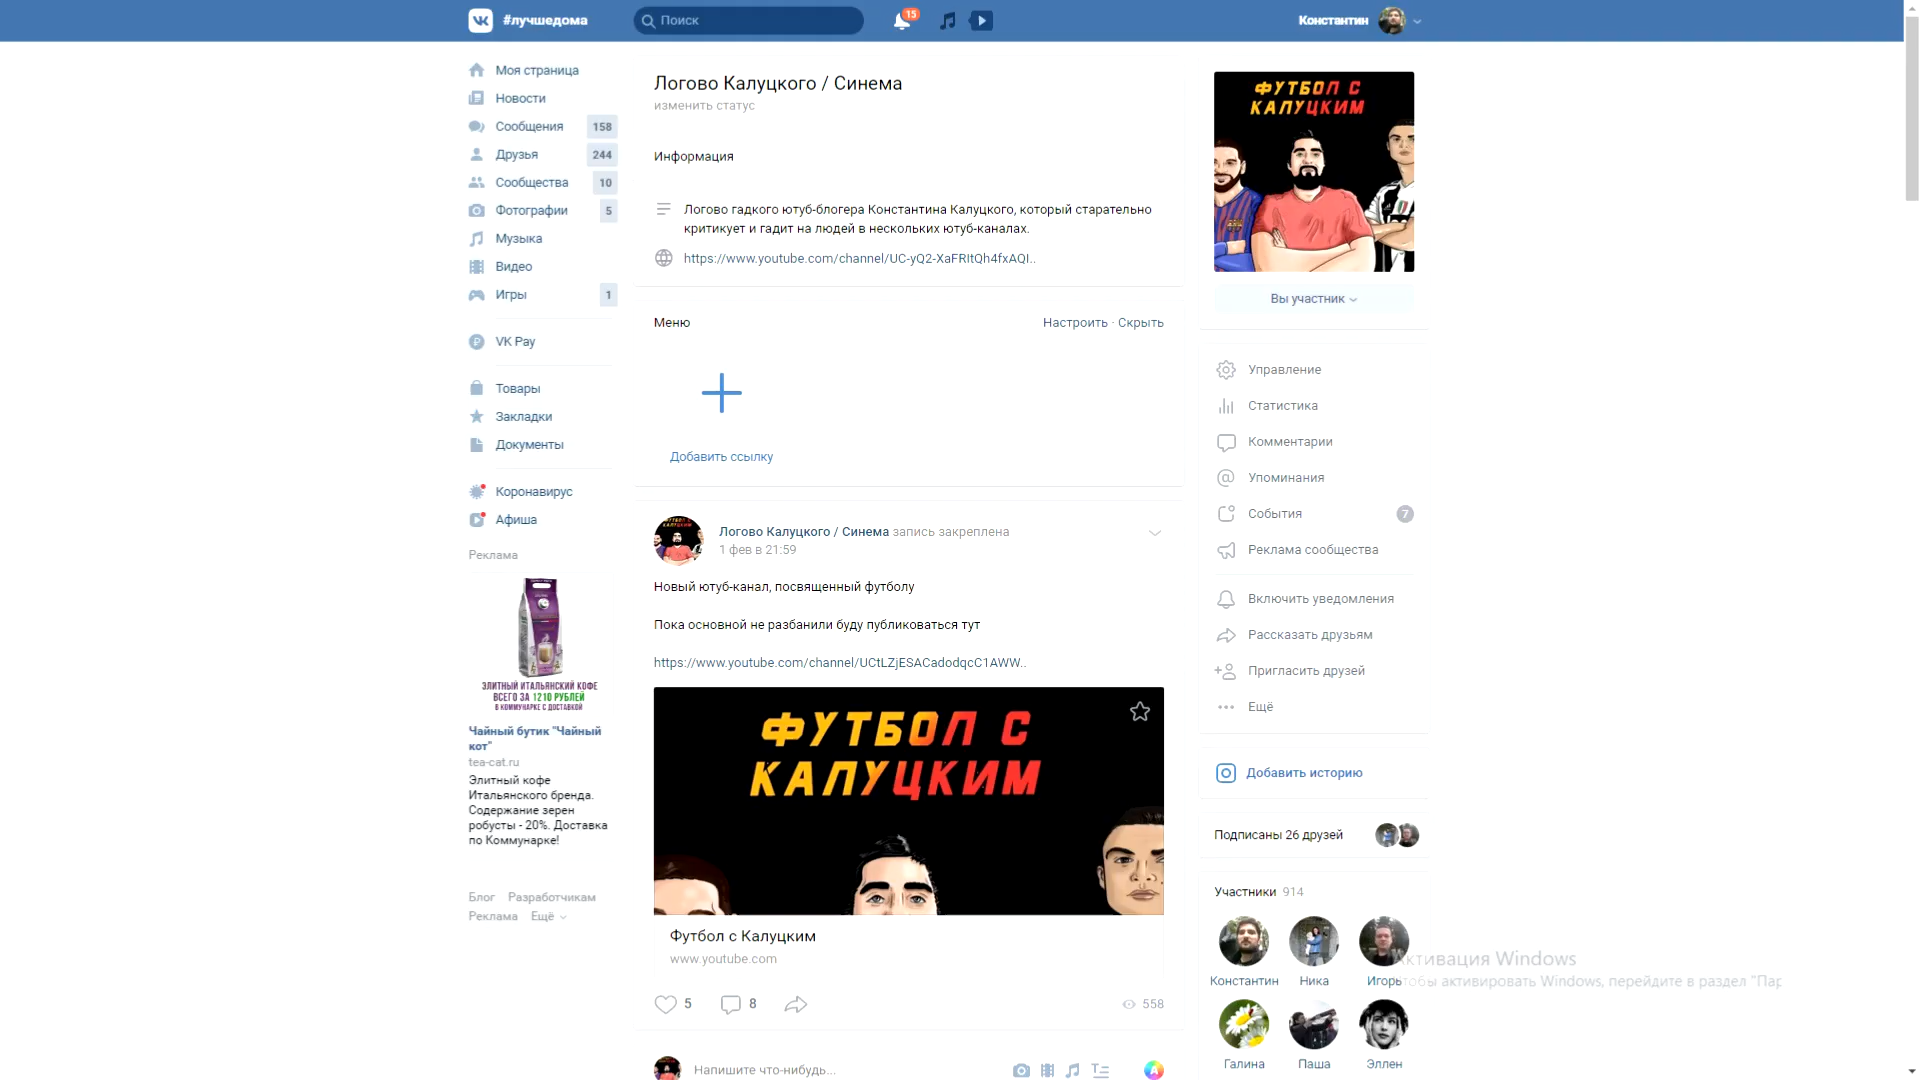 #лучшедома
Поиск
15
Константин
Моя страница
Новости
Сообщения 158
Друзья 244
Сообщества 10
Фотографии 5
Музыка
Видео
Игры 1
VK Pay
Товары
Закладки
Документы
Коронавирус
Афиша
Реклама
ЭЛИТНЫЙ ИТАЛЬЯНСКИЙ КОФЕ
ВСЕГО ЗА 1210 РУБЛЕЙ
В КОММУНАРКЕ С ДОСТАВКОЙ
Чайный бутик "Чайный
кот"
tea-cat.ru
Элитный кофе
Итальянского бренда.
Содержание зерен
робусты - 20%. Доставка
по Коммунарке!
Блог Разработчикам
Реклама Ещё
Логово Калуцкого / Синема
изменить статус
Информация
Логово гадкого ютуб-блогера Константина Калуцкого, который старательно
критикует и гадит на людей в нескольких ютуб-каналах.
https://www.youtube.com/channel/UC-yQ2-XaFRItQh4fxAQI..
Меню
Настроить · Скрыть
Добавить ссылку
Логово Калуцкого / Синема запись закреплена
1 фев в 21:59
Новый ютуб-канал, посвященный футболу
Пока основной не разбанили буду публиковаться тут
https://www.youtube.com/channel/UCtLZjESACadodqcC1AWW..
ФУТБОЛ С
КАЛУЦКИМ
Футбол с Калуцким
www.youtube.com
5 8 558
Напишите что-нибудь...
ФУТБОЛ С
КАЛУЦКИМ
Вы участник
Управление
Статистика
Комментарии
Упоминания
События 7
Реклама сообщества
Включить уведомления
Рассказать друзьям
Пригласить друзей
Ещё
Добавить историю
Подписаны 26 друзей
Участники 914
Константин Ника Игорь
Галина Паша Эллен
Активация Windows
Чтобы активировать Windows, перейдите в раздел "Пар